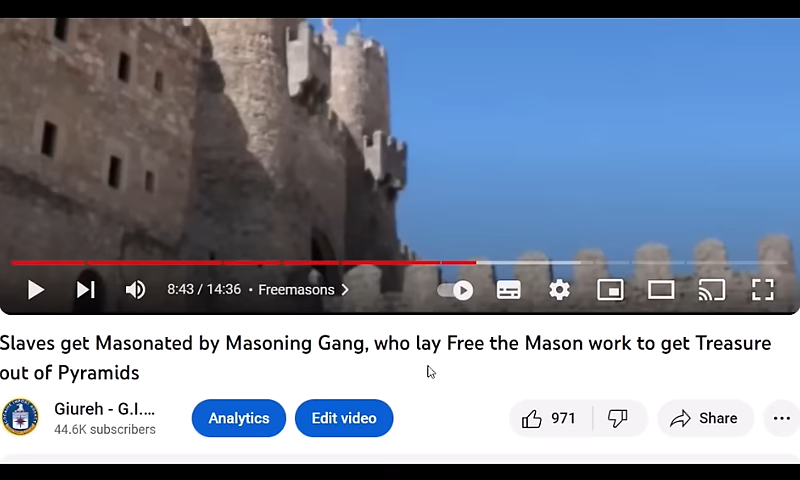 8:43 / 14:36 • Freemasons
Slaves get Masonated by Masoning Gang, who lay Free the Mason work to get Treasure
out of Pyramids
Giureh - G.I....
44.6K subscribers
Analytics
Edit video
971
Share